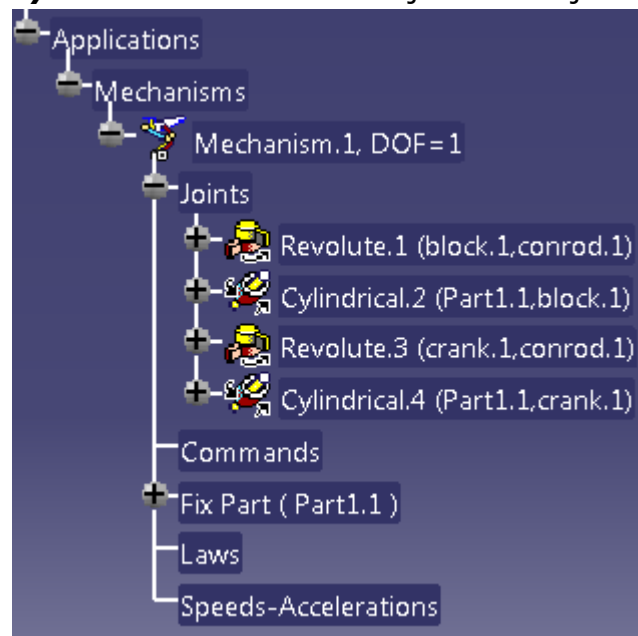 Applications
Mechanisms
Mechanism.1, DOF=1
Joints
Revolute.1 (block.1,conrod.1)
Cylindrical.2 (Part1.1,block.1)
Revolute.3 (crank.1,conrod.1)
Cylindrical.4 (Part1.1,crank.1)
Commands
Fix Part ( Part1.1 )
Laws
Speeds-Accelerations